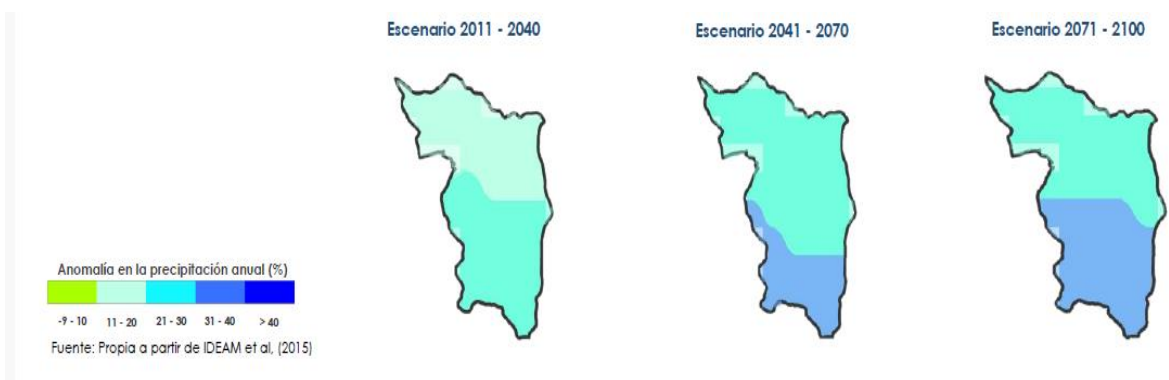 Escenario 2011 - 2040
Escenario 2041 - 2070
Escenario 2071 - 2100
Anomalía en la precipitación anual (%)
-9 - 10 11 - 20 21 - 30 31 - 40 > 40
Fuente: Propia a partir de IDEAM et al, (2015)